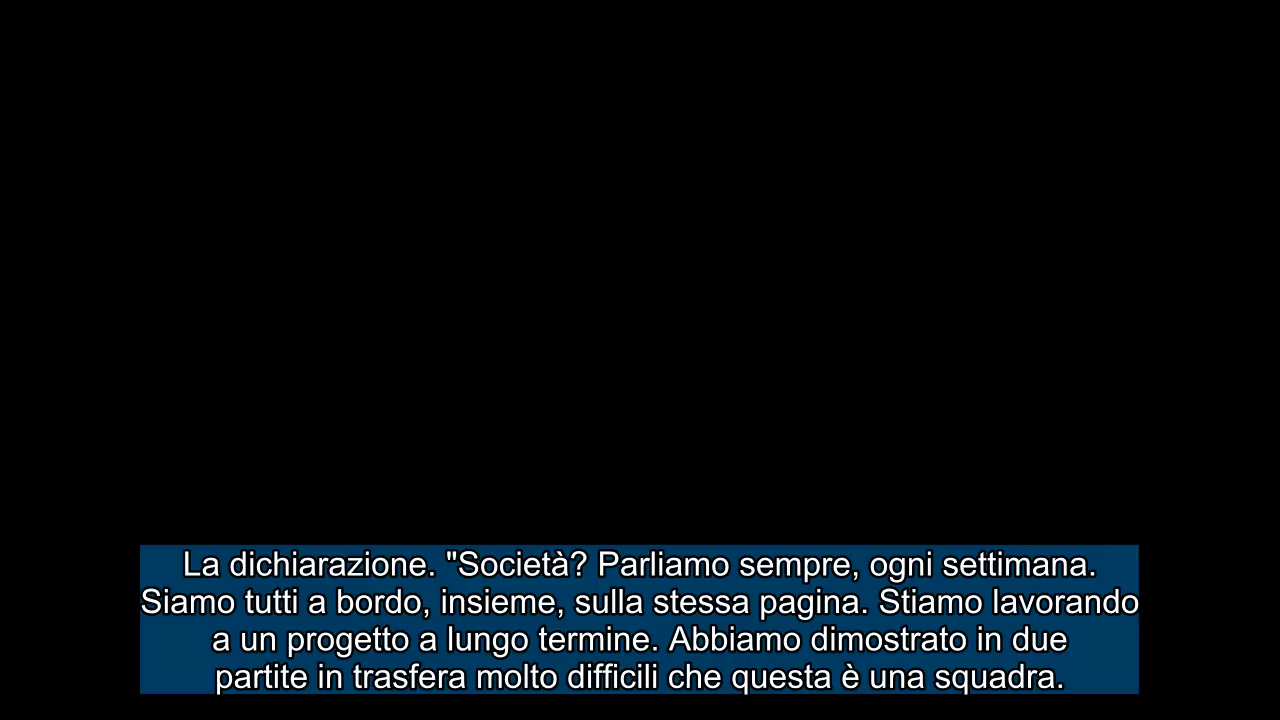 La dichiarazione. "Società? Parliamo sempre, ogni settimana.
Siamo tutti a bordo, insieme, sulla stessa pagina. Stiamo lavorando
a un progetto a lungo termine. Abbiamo dimostrato in due
partite in trasfera molto difficili che questa è una squadra.